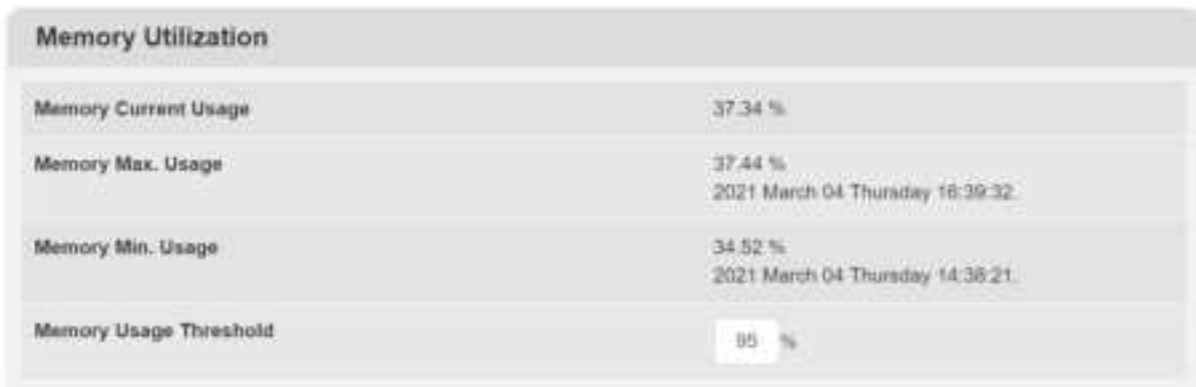 Memory Utilization
Memory Current Usage 37.34 %
Memory Max. Usage 37.44 %
2021 March 04 Thursday 16:39:32.
Memory Min. Usage 34.52 %
2021 March 04 Thursday 14:38:21.
Memory Usage Threshold 95 %